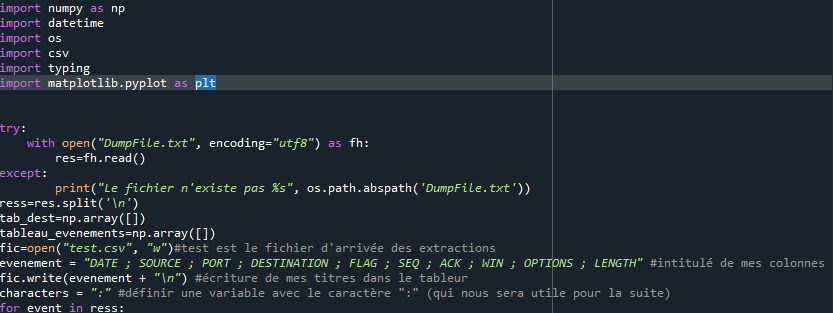 import numpy as np
import datetime
import os
import csv
import typing
import matplotlib.pyplot as plt
try:
    with open("DumpFile.txt", encoding="utf8") as fh:
        res=fh.read()
except:
        print("Le fichier n'existe pas %s", os.path.abspath('DumpFile.txt'))
ress=res.split('\n')
tab_dest=np.array([])
tableau_evenements=np.array([])
fic=open("test.csv", "w")#test est le fichier d'arrivée des extractions
evenement = "DATE ; SOURCE ; PORT ; DESTINATION ; FLAG ; SEQ ; ACK ; WIN ; OPTIONS ; LENGTH" #intitulé de mes colonnes
fic.write(evenement + "\n") #écriture de mes titres dans le tableur
characters = ":" #définir une variable avec le caractère ":" (qui nous sera utile pour la suite)
for event in ress: